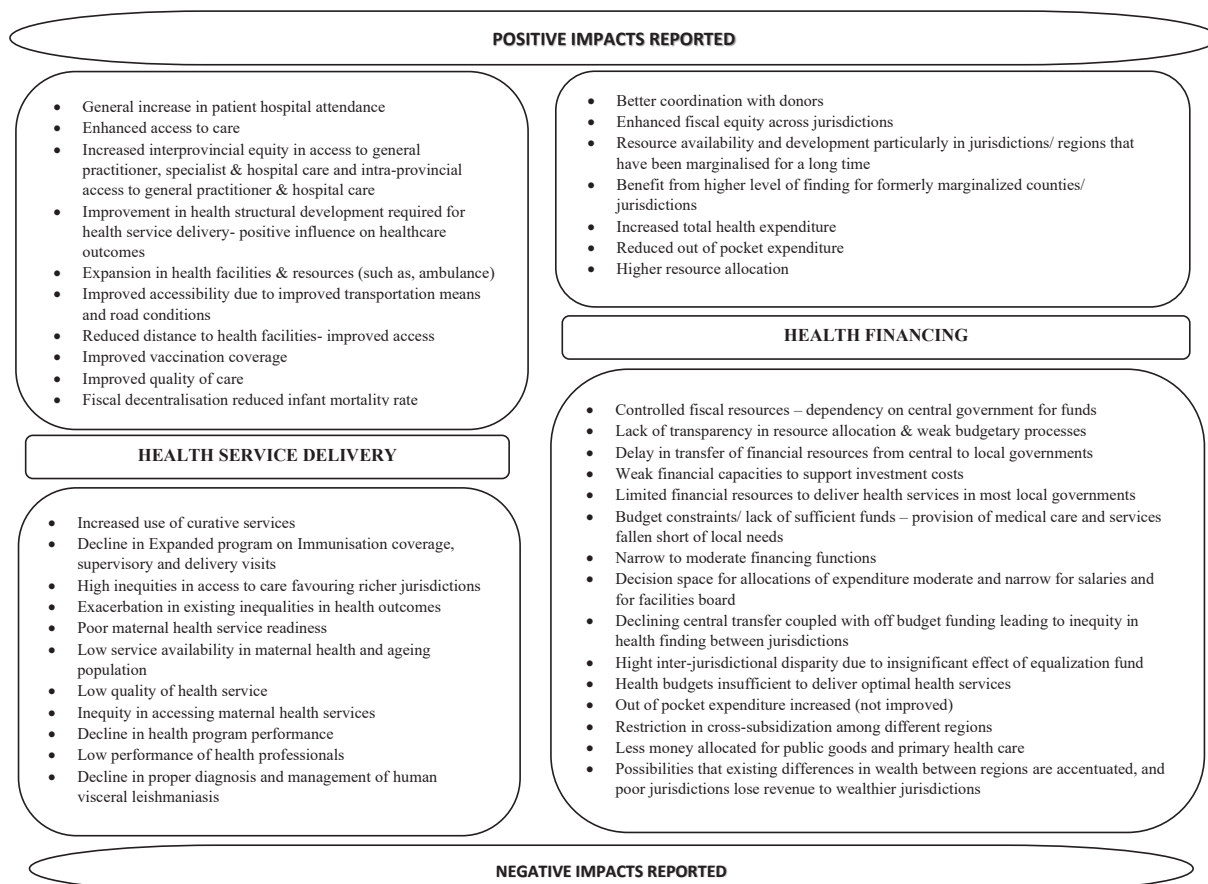 POSITIVE IMPACTS REPORTED
• General increase in patient hospital attendance
• Enhanced access to care
• Increased interprovincial equity in access to general
practitioner, specialist & hospital care and intra-provincial
access to general practitioner & hospital care
• Improvement in health structural development required for
health service delivery- positive influence on healthcare
outcomes
• Expansion in health facilities & resources (such as, ambulance)
• Improved accessibility due to improved transportation means
and road conditions
• Reduced distance to health facilities- improved access
• Improved vaccination coverage
• Improved quality of care
• Fiscal decentralisation reduced infant mortality rate
HEALTH SERVICE DELIVERY
• Increased use of curative services
• Decline in Expanded program on Immunisation coverage,
supervisory and delivery visits
• High inequities in access to care favouring richer jurisdictions
• Exacerbation in existing inequalities in health outcomes
• Poor maternal health service readiness
• Low service availability in maternal health and ageing
population
• Low quality of health service
• Inequity in accessing maternal health services
• Decline in health program performance
• Low performance of health professionals
• Decline in proper diagnosis and management of human
visceral leishmaniasis
• Better coordination with donors
• Enhanced fiscal equity across jurisdictions
• Resource availability and development particularly in jurisdictions/ regions that
have been marginalised for a long time
• Benefit from higher level of finding for formerly marginalized counties/
jurisdictions
• Increased total health expenditure
• Reduced out of pocket expenditure
• Higher resource allocation
HEALTH FINANCING
• Controlled fiscal resources – dependency on central government for funds
• Lack of transparency in resource allocation & weak budgetary processes
• Delay in transfer of financial resources from central to local governments
• Weak financial capacities to support investment costs
• Limited financial resources to deliver health services in most local governments
• Budget constraints/ lack of sufficient funds – provision of medical care and services
fallen short of local needs
• Narrow to moderate financing functions
• Decision space for allocations of expenditure moderate and narrow for salaries and
for facilities board
• Declining central transfer coupled with off budget funding leading to inequity in
health finding between jurisdictions
• Hight inter-jurisdictional disparity due to insignificant effect of equalization fund
• Health budgets insufficient to deliver optimal health services
• Out of pocket expenditure increased (not improved)
• Restriction in cross-subsidization among different regions
• Less money allocated for public goods and primary health care
• Possibilities that existing differences in wealth between regions are accentuated, and
poor jurisdictions lose revenue to wealthier jurisdictions
NEGATIVE IMPACTS REPORTED